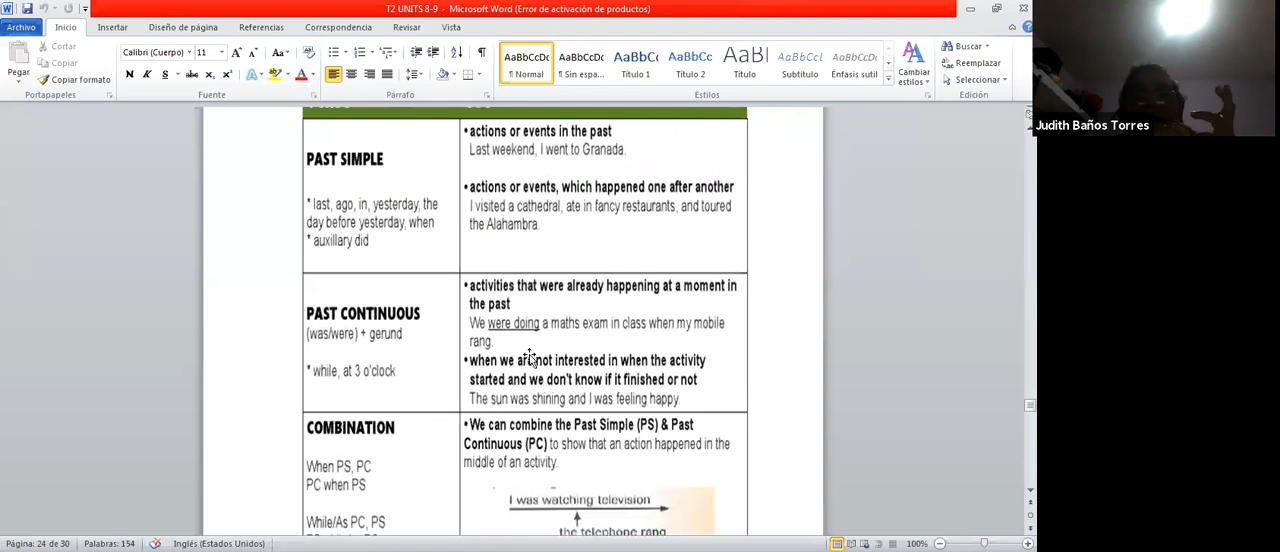 T2 UNITS 8-9 - Microsoft Word (Error de activación de productos)
Archivo Inicio Insertar Diseño de página Referencias Correspondencia Revisar Vista
Pegar
Cortar
Copiar
Copiar formato
Portapapeles
Calibri (Cuerpo) 11
Fuente
Párrafo
AaBbCcDc AaBbCcDc AaBbCc AaBbCc AaBl AaBbCcl AaBbCcDc
¶ Normal ¶ Sin espa... Título 1 Título 2 Título Subtítulo Énfasis sutil
Cambiar estilos
Estilos
Buscar
Reemplazar
Seleccionar
Edición
Judith Baños Torres
PAST SIMPLE
* last, ago, in, yesterday, the
day before yesterday, when
* auxillary did
• actions or events in the past
Last weekend, I went to Granada.
• actions or events, which happened one after another
I visited a cathedral, ate in fancy restaurants, and toured
the Alahambra.
PAST CONTINUOUS
(was/were) + gerund
* while, at 3 o'clock
• activities that were already happening at a moment in
the past
We were doing a maths exam in class when my mobile
rang.
• when we are not interested in when the activity
started and we don't know if it finished or not
The sun was shining and I was feeling happy.
COMBINATION
When PS, PC
PC when PS
While/As PC, PS
• We can combine the Past Simple (PS) & Past
Continuous (PC) to show that an action happened in the
middle of an activity.
I was watching television
the telephone rang
Página: 24 de 30 Palabras: 154 Inglés (Estados Unidos) 100%